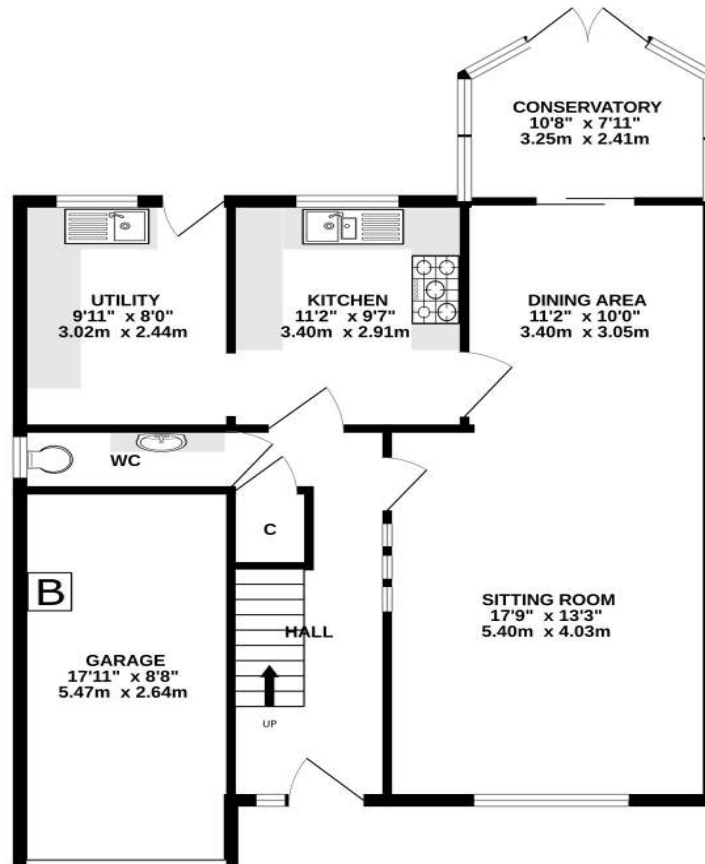 CONSERVATORY
10'8" x 7'11"
3.25m x 2.41m
UTILITY
9'11" x 8'0"
3.02m x 2.44m
KITCHEN
11'2" x 9'7"
3.40m x 2.91m
DINING AREA
11'2" x 10'0"
3.40m x 3.05m
WC
C
B
SITTING ROOM
17'9" x 13'3"
5.40m x 4.03m
HALL
GARAGE
17'11" x 8'8"
5.47m x 2.64m
UP